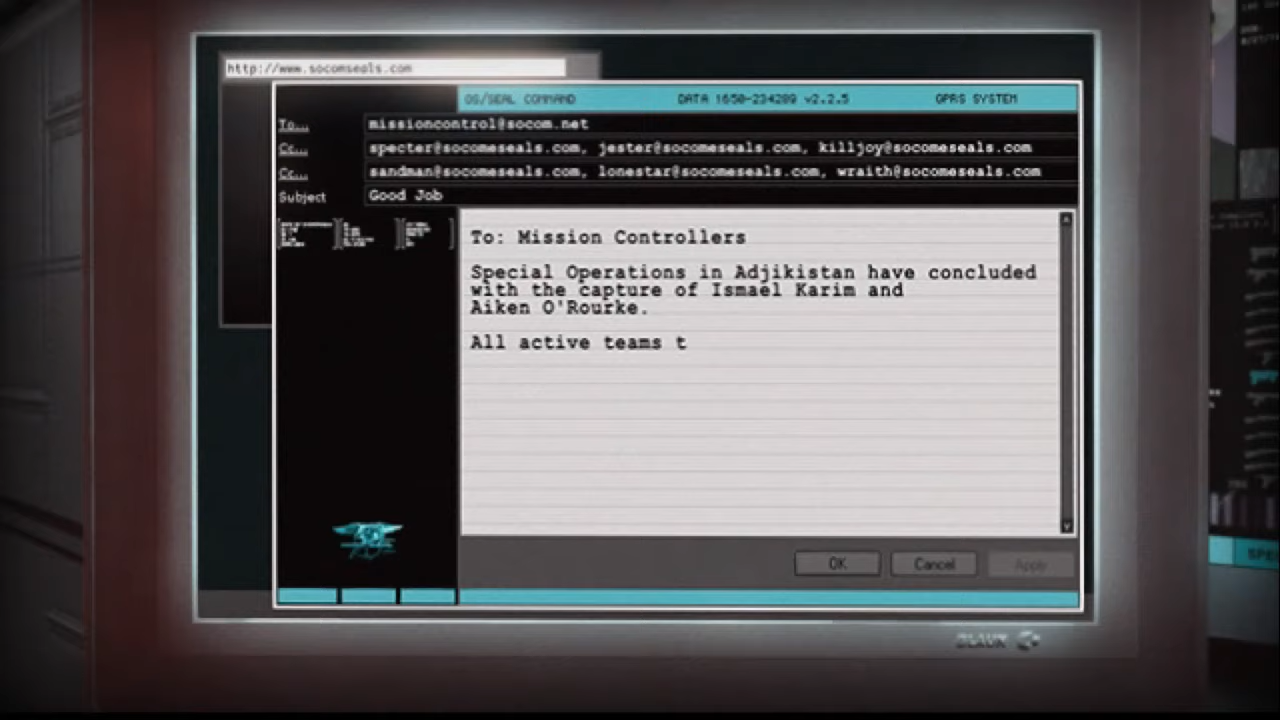 http://www.socomseals.com
OS/SEAL COMMAND DATA 1650-234289 v2.2.5 GPRS SYSTEM
To... missioncontrol@socom.net
Cc... specter@socomeseals.com, jester@socomeseals.com, killjoy@socomeseals.com
Cc... sandman@socomeseals.com, lonestar@socomeseals.com, wraith@socomeseals.com
Subject Good Job
To: Mission Controllers
Special Operations in Adjikistan have concluded
with the capture of Ismael Karim and
Aiken O'Rourke.
All active teams t
OK Cancel Apply